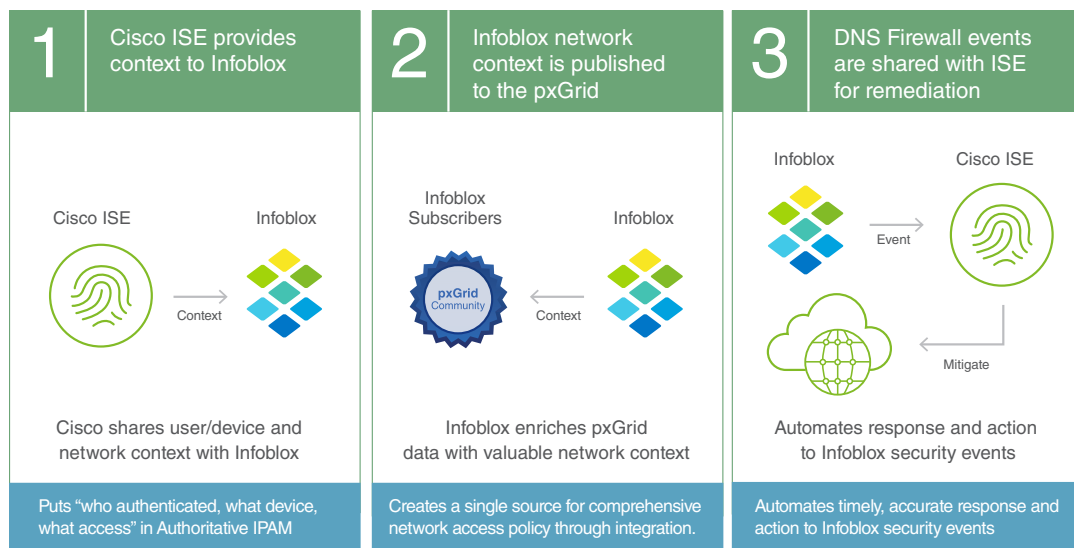 1
Cisco ISE provides
context to Infoblox
Cisco ISE
Infoblox
Context
Cisco shares user/device and
network context with Infoblox
Puts “who authenticated, what device,
what access” in Authoritative IPAM
2
Infoblox network
context is published
to the pxGrid
Infoblox
Subscribers
Infoblox
pxGrid
Community
Context
Infoblox enriches pxGrid
data with valuable network context
Creates a single source for comprehensive
network access policy through integration.
3
DNS Firewall events
are shared with ISE
for remediation
Infoblox
Cisco ISE
Event
Mitigate
Automates response and action
to Infoblox security events
Automates timely, accurate response and
action to Infoblox security events